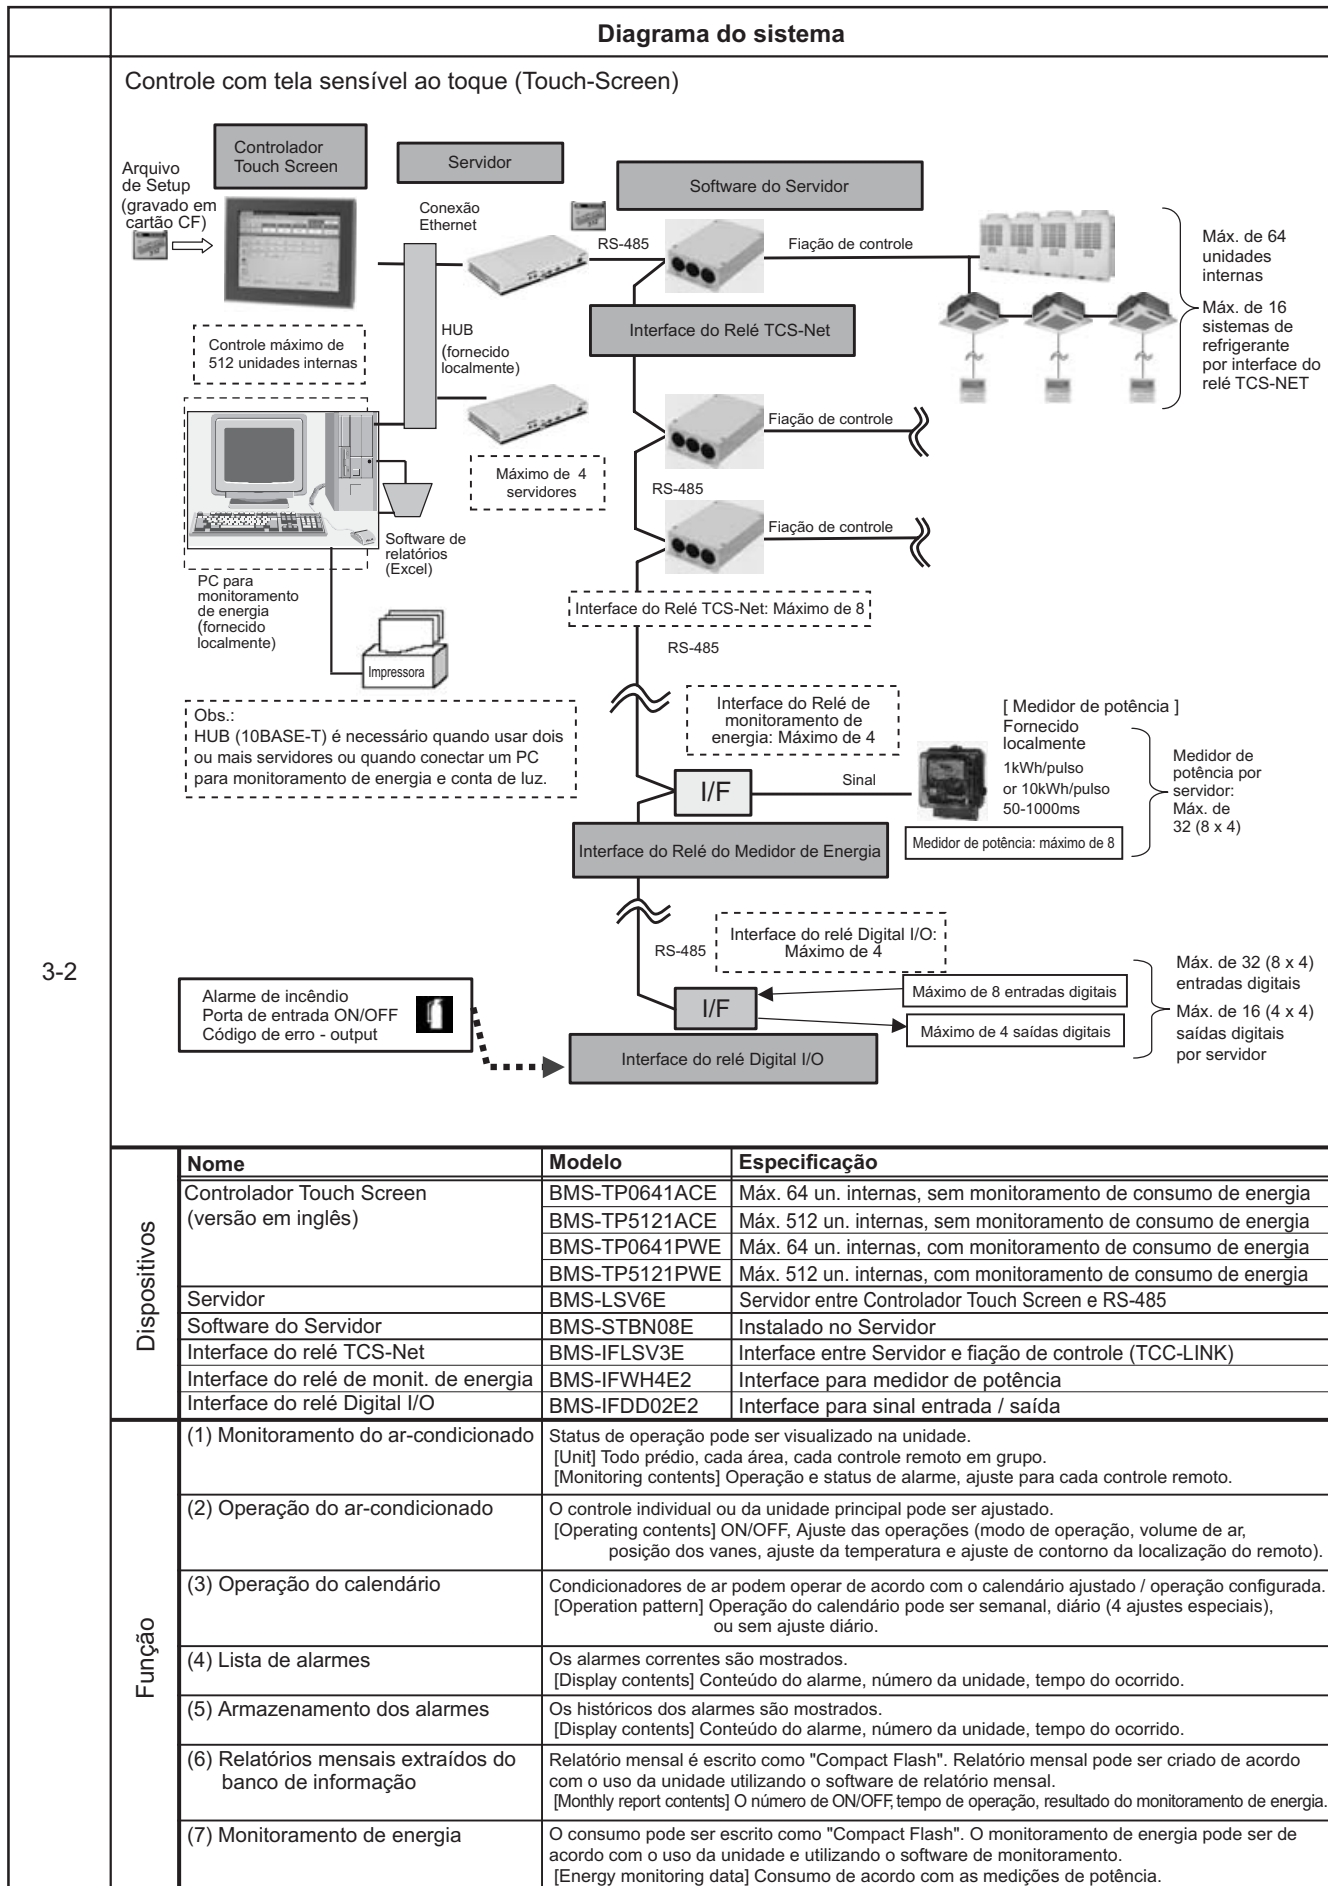 Diagrama do sistema
3-2
Controle com tela sensível ao toque (Touch-Screen)
Controlador
Touch Screen
Servidor
Software do Servidor
Arquivo
de Setup
(gravado em
cartão CF)
Conexão
Ethernet
RS-485
Fiação de controle
Máx. de 64
unidades
internas
Máx. de 16
sistemas de
refrigerante
por interface do
relé TCS-NET
HUB
(fornecido
localmente)
Interface do Relé TCS-Net
Controle máximo de
512 unidades internas
Fiação de controle
Máximo de 4
servidores
RS-485
Fiação de controle
Software de
relatórios
(Excel)
PC para
monitoramento
de energia
(fornecido
localmente)
Interface do Relé TCS-Net: Máximo de 8
RS-485
Impressora
Obs.:
HUB (10BASE-T) é necessário quando usar dois
ou mais servidores ou quando conectar um PC
para monitoramento de energia e conta de luz.
Interface do Relé de
monitoramento de
energia: Máximo de 4
[ Medidor de potência ]
Fornecido
localmente
1kWh/pulso
or 10kWh/pulso
50-1000ms
Medidor de
potência por
servidor:
Máx. de
32 (8 x 4)
I/F
Sinal
Medidor de potência: máximo de 8
Interface do Relé do Medidor de Energia
RS-485
Interface do relé Digital I/O:
Máximo de 4
Alarme de incêndio
Porta de entrada ON/OFF
Código de erro - output
I/F
Máximo de 8 entradas digitais
Máximo de 4 saídas digitais
Máx. de 32 (8 x 4)
entradas digitais
Máx. de 16 (4 x 4)
saídas digitais
por servidor
Interface do relé Digital I/O
Dispositivos
Nome Modelo Especificação
Controlador Touch Screen BMS-TP0641ACE Máx. 64 un. internas, sem monitoramento de consumo de energia
(versão em inglês) BMS-TP5121ACE Máx. 512 un. internas, sem monitoramento de consumo de energia
BMS-TP0641PWE Máx. 64 un. internas, com monitoramento de consumo de energia
BMS-TP5121PWE Máx. 512 un. internas, com monitoramento de consumo de energia
Servidor BMS-LSV6E Servidor entre Controlador Touch Screen e RS-485
Software do Servidor BMS-STBN08E Instalado no Servidor
Interface do relé TCS-Net BMS-IFLSV3E Interface entre Servidor e fiação de controle (TCC-LINK)
Interface do relé de monit. de energia BMS-IFWH4E2 Interface para medidor de potência
Interface do relé Digital I/O BMS-IFDD02E2 Interface para sinal entrada / saída
Função
(1) Monitoramento do ar-condicionado Status de operação pode ser visualizado na unidade.
[Unit] Todo prédio, cada área, cada controle remoto em grupo.
[Monitoring contents] Operação e status de alarme, ajuste para cada controle remoto.
(2) Operação do ar-condicionado O controle individual ou da unidade principal pode ser ajustado.
[Operating contents] ON/OFF, Ajuste das operações (modo de operação, volume de ar,
posição dos vanes, ajuste da temperatura e ajuste de contorno da localização do remoto).
(3) Operação do calendário Condicionadores de ar podem operar de acordo com o calendário ajustado / operação configurada.
[Operation pattern] Operação do calendário pode ser semanal, diário (4 ajustes especiais),
ou sem ajuste diário.
(4) Lista de alarmes Os alarmes correntes são mostrados.
[Display contents] Conteúdo do alarme, número da unidade, tempo do ocorrido.
(5) Armazenamento dos alarmes Os históricos dos alarmes são mostrados.
[Display contents] Conteúdo do alarme, número da unidade, tempo do ocorrido.
(6) Relatórios mensais extraídos do Relatório mensal é escrito como "Compact Flash". Relatório mensal pode ser criado de acordo
banco de informação com o uso da unidade utilizando o software de relatório mensal.
[Monthly report contents] O número de ON/OFF, tempo de operação, resultado do monitoramento de energia.
(7) Monitoramento de energia O consumo pode ser escrito como "Compact Flash". O monitoramento de energia pode ser de
acordo com o uso da unidade e utilizando o software de monitoramento.
[Energy monitoring data] Consumo de acordo com as medições de potência.